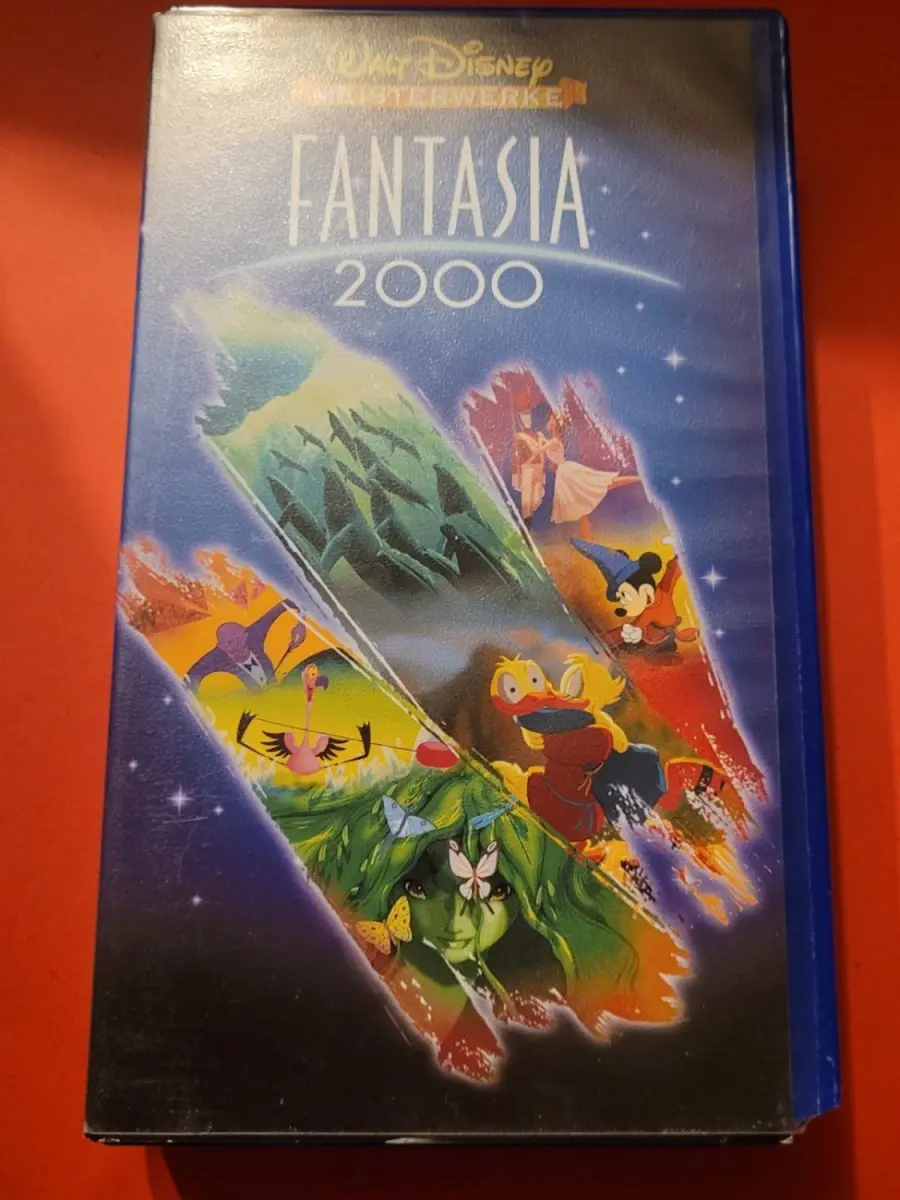 WALT DISNEY
MEISTERWERKE
FANTASIA
2000